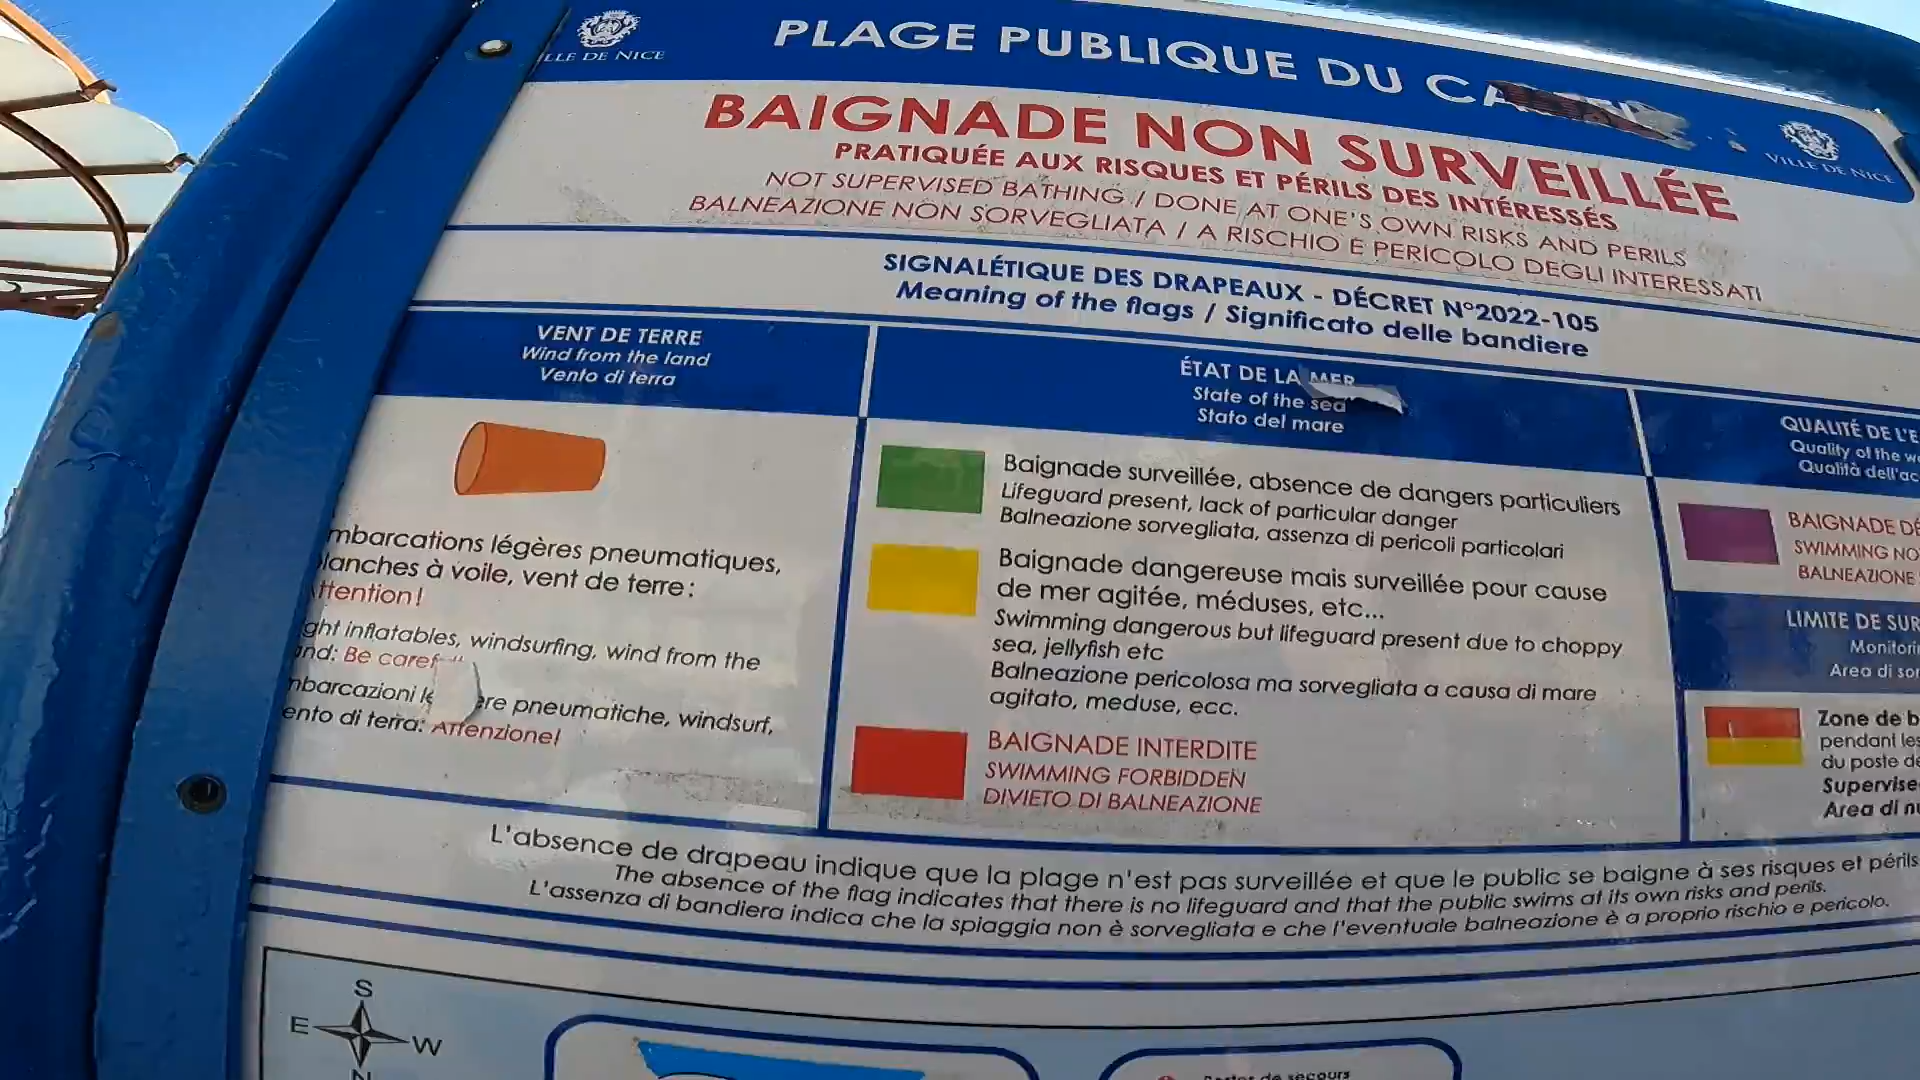 VILLE DE NICE
PLAGE PUBLIQUE DU
VILLE DE NICE
BAIGNADE NON SURVEILLÉE
PRATIQUÉE AUX RISQUES ET PÉRILS DES INTÉRESSÉS
NOT SUPERVISED BATHING / DONE AT ONE'S OWN RISKS AND PERILS
BALNEAZIONE NON SORVEGLIATA / A RISCHIO E PERICOLO DEGLI INTERESSATI
SIGNALÉTIQUE DES DRAPEAUX - DÉCRET N°2022-105
Meaning of the flags / Significato delle bandiere
VENT DE TERRE
Wind from the land
Vento di terra
mbarcations légères pneumatiques,
lanches à voile, vent de terre:
ttention!
ght inflatables, windsurfing, wind from the
and: Be caref
mbarcazioni le ère pneumatiche, windsurf,
ento di terra: Attenzione!
ÉTAT DE LA MER
State of the sea
Stato del mare
Baignade surveillée, absence de dangers particuliers
Lifeguard present, lack of particular danger
Balneazione sorvegliata, assenza di pericoli particolari
Baignade dangereuse mais surveillée pour cause
de mer agitée, méduses, etc...
Swimming dangerous but lifeguard present due to choppy
sea, jellyfish etc
Balneazione pericolosa ma sorvegliata a causa di mare
agitato, meduse, ecc.
BAIGNADE INTERDITE
SWIMMING FORBIDDEN
DIVIETO DI BALNEAZIONE
QUALITÉ DE L'E
Quality of the w
Qualità dell'ac
BAIGNADE DÉ
SWIMMING NO
BALNEAZIONE
LIMITE DE SUR
Monitori
Area di sor
Zone de b
pendant les
du poste de
Supervise
Area di nu
L'absence de drapeau indique que la plage n'est pas surveillée et que le public se baigne à ses risques et périls
The absence of the flag indicates that there is no lifeguard and that the public swims at its own risks and perils.
L'assenza di bandiera indica che la spiaggia non è sorvegliata e che l'eventuale balneazione è a proprio rischio e pericolo.
S
E W
N
Postes de secours